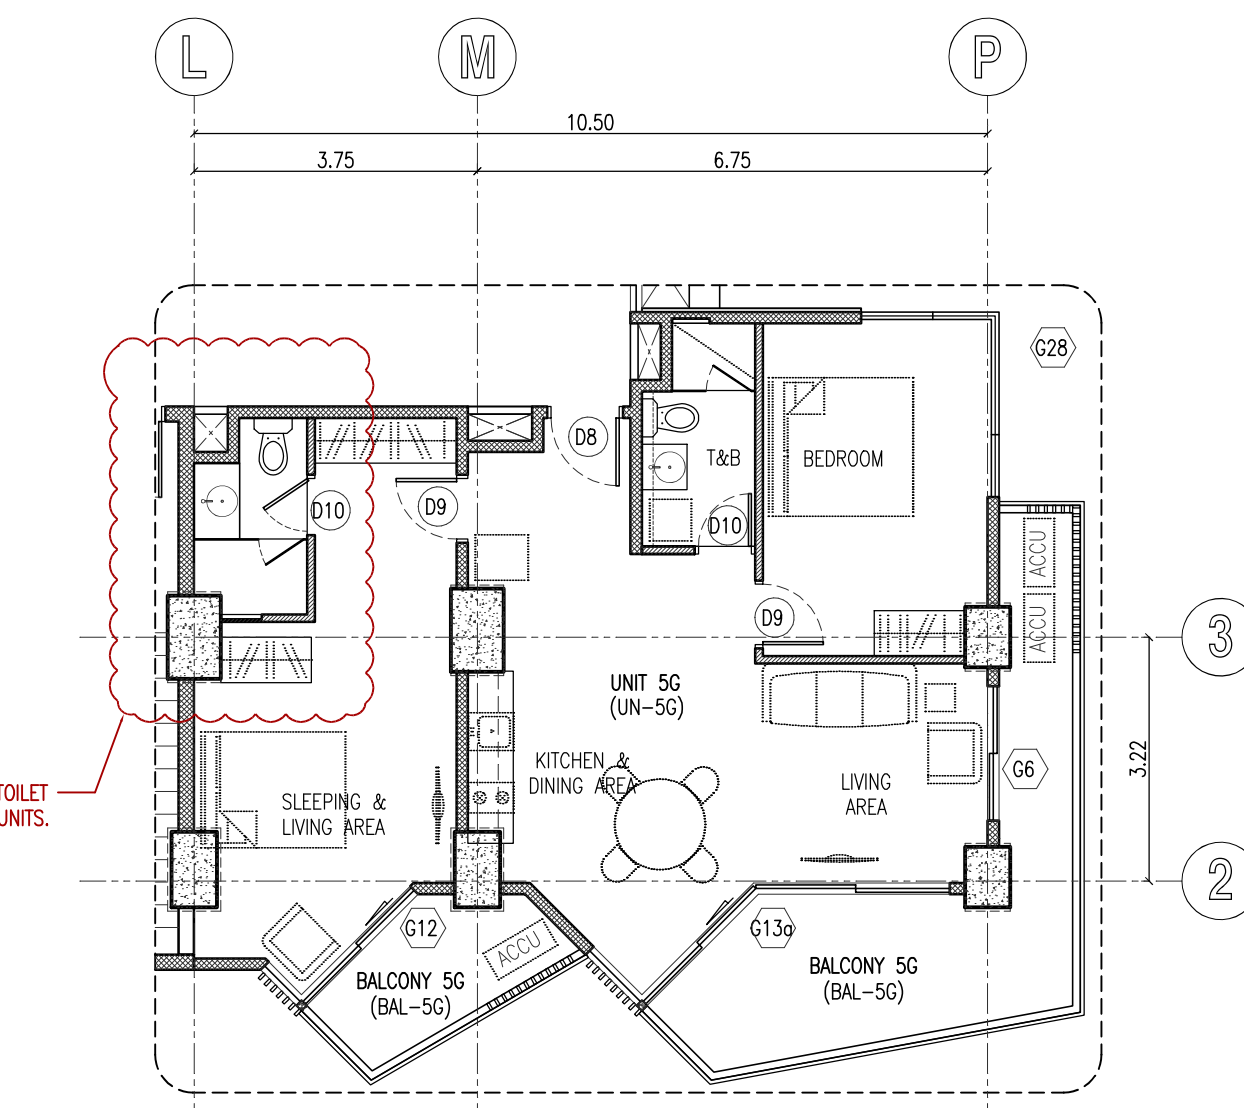 L M P
10.50
3.75 6.75
G28
D8
T&B BEDROOM
D10 D9
D10
ACCU
ACCU
D9
3
UNIT 5G
(UN-5G)
KITCHEN &
DINING AREA
G6
3.22
LIVING
AREA
TOILET
UNITS.
SLEEPING &
LIVING AREA
2
G12
G13a
ACCU
BALCONY 5G
(BAL-5G)
BALCONY 5G
(BAL-5G)